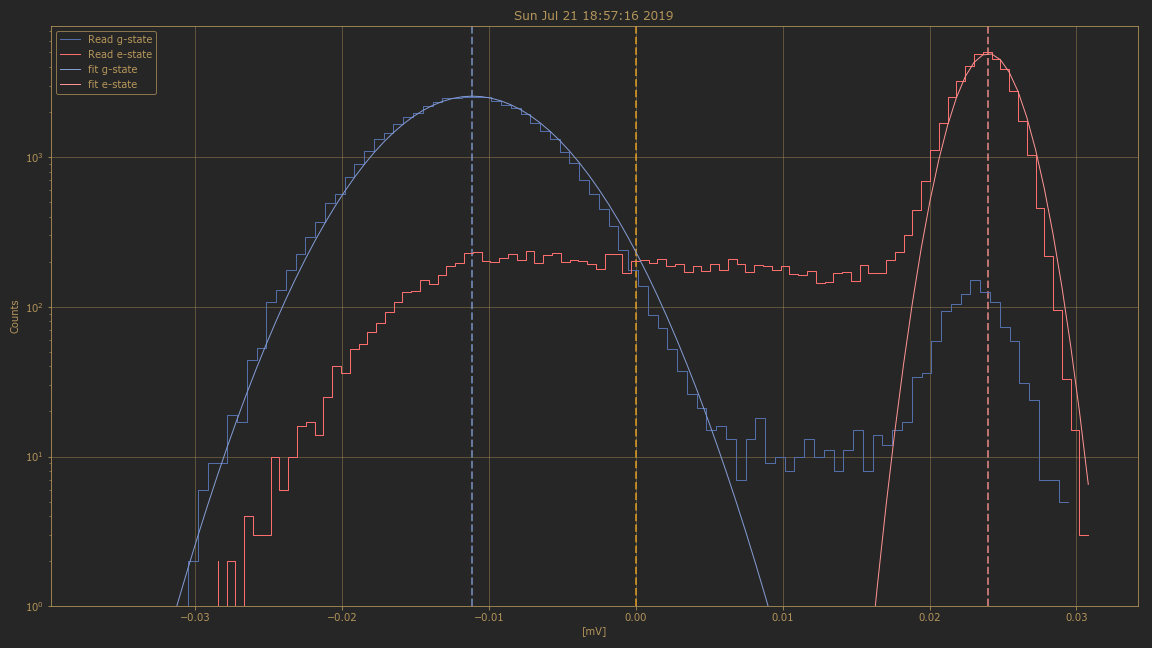 Sun Jul 21 18:57:16 2019
Read g-state
Read e-state
fit g-state
fit e-state
Counts
10³
10²
10¹
10⁰
−0.03
−0.02
−0.01
0.00
0.01
0.02
0.03
[mV]